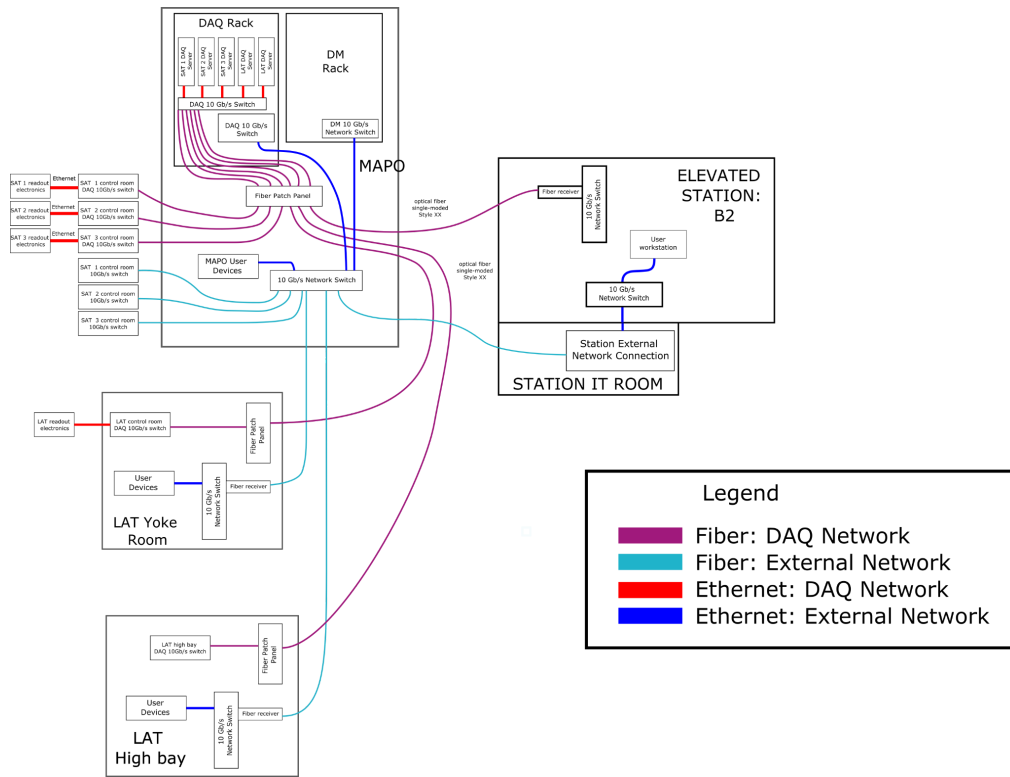 DAQ Rack
SAT 1 DAQ
Server
SAT 2 DAQ
Server
SAT 3 DAQ
Server
LAT DAQ
Server
LAT DAQ
Server
DAQ 10 Gb/s Switch
DAQ 10 Gb/s
Switch
DM
Rack
DM 10 Gb/s
Network Switch
MAPO
Fiber Patch Panel
SAT 1 readout
electronics
Ethernet
SAT  1 control room
DAQ 10Gb/s switch
SAT 2 readout
electronics
Ethernet
SAT  2 control room
DAQ 10Gb/s switch
SAT 3 readout
electronics
Ethernet
SAT  3 control room
DAQ 10Gb/s switch
SAT  1 control room
10Gb/s switch
SAT  2 control room
10Gb/s switch
SAT  3 control room
10Gb/s switch
MAPO User
Devices
10 Gb/s Network Switch
optical fiber
single-moded
Style XX
optical fiber
single-moded
Style XX
Fiber receiver
10 Gb/s
Network Switch
ELEVATED
STATION:
B2
User
workstation
10 Gb/s
Network Switch
Station External
Network Connection
STATION IT ROOM
LAT readout
electronics
LAT control room
DAQ 10Gb/s switch
Fiber Patch
Panel
User
Devices
10 Gb/s
Network Switch
Fiber receiver
LAT Yoke
Room
LAT high bay
DAQ 10Gb/s switch
Fiber Patch
Panel
User
Devices
10 Gb/s
Network Switch
Fiber receiver
LAT
High bay
Legend
Fiber: DAQ Network
Fiber: External Network
Ethernet: DAQ Network
Ethernet: External Network